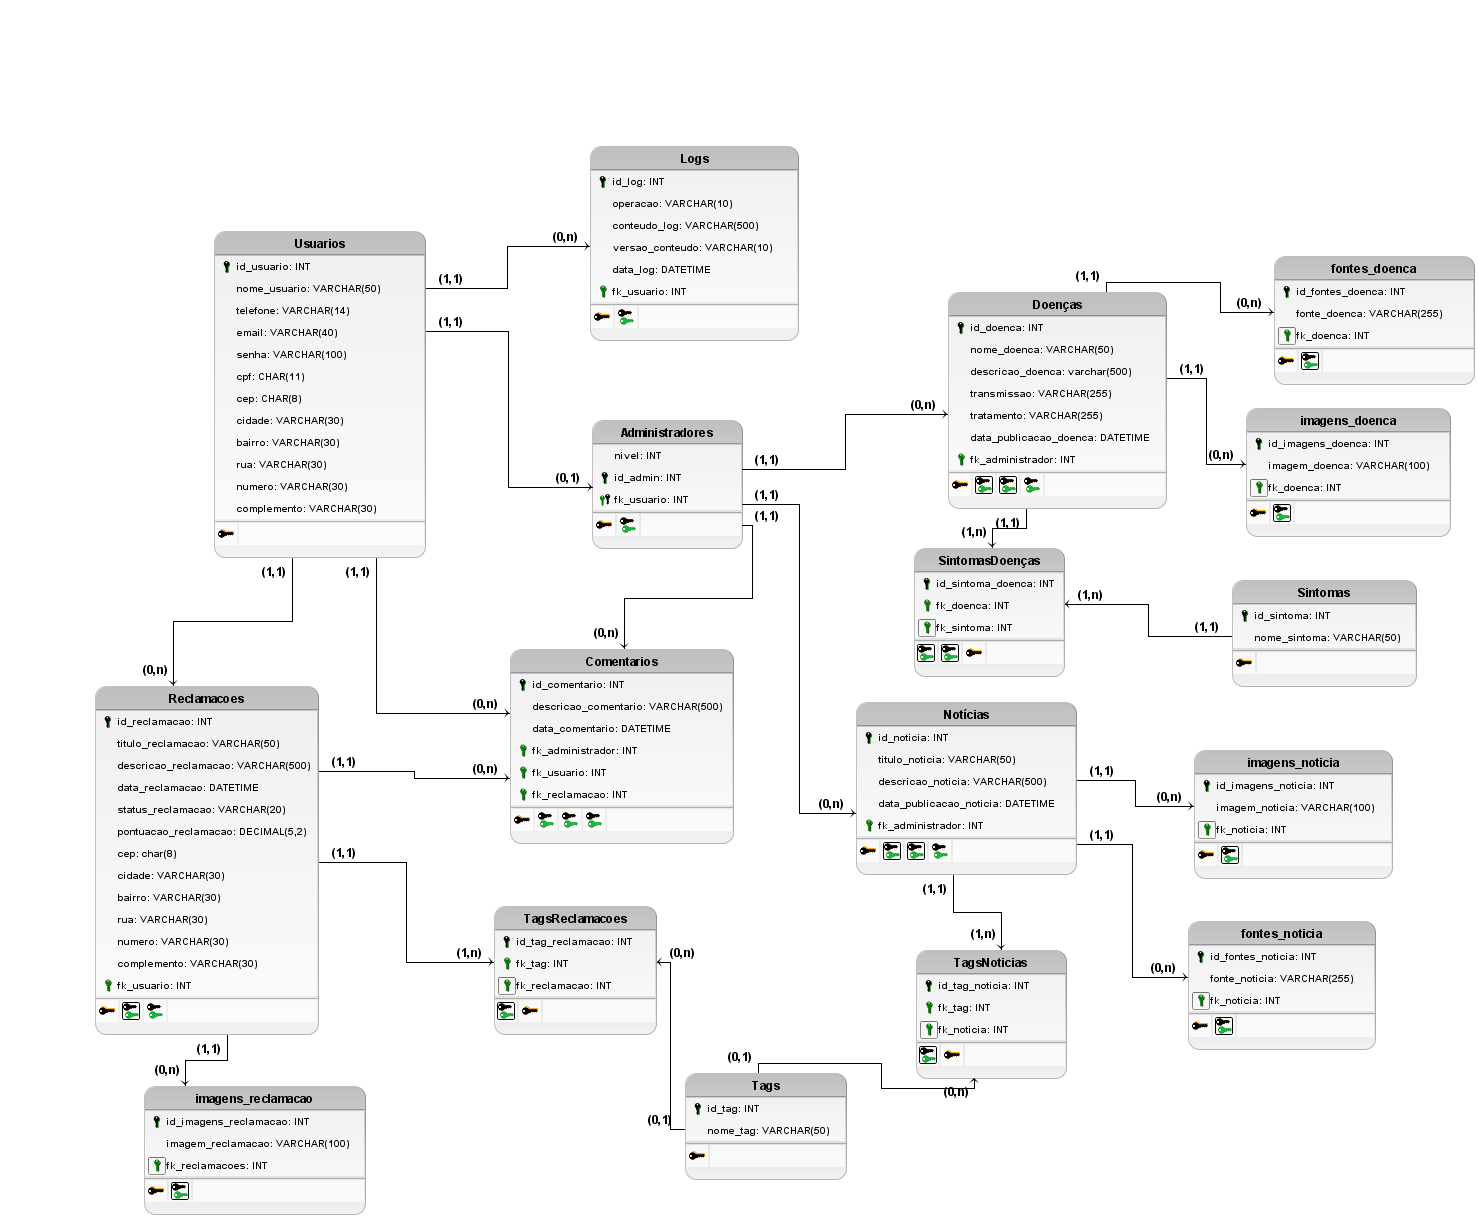 Logs
id_log: INT
operacao: VARCHAR(10)
conteudo_log: VARCHAR(500)
versao_conteudo: VARCHAR(10)
data_log: DATETIME
fk_usuario: INT
Usuarios
id_usuario: INT
nome_usuario: VARCHAR(50)
telefone: VARCHAR(14)
email: VARCHAR(40)
senha: VARCHAR(100)
cpf: CHAR(11)
cep: CHAR(8)
cidade: VARCHAR(30)
bairro: VARCHAR(30)
rua: VARCHAR(30)
numero: VARCHAR(30)
complemento: VARCHAR(30)
(1,1)
(0,n)
(1,1)
(0,1)
(1,1)
(1,1)
Administradores
nivel: INT
id_admin: INT
fk_usuario: INT
(1,1)
(0,n)
(1,1)
(1,1)
(0,n)
Doenças
id_doenca: INT
nome_doenca: VARCHAR(50)
descricao_doenca: varchar(500)
transmissao: VARCHAR(255)
tratamento: VARCHAR(255)
data_publicacao_doenca: DATETIME
fk_administrador: INT
(1,1)
(0,n)
fontes_doenca
id_fontes_doenca: INT
fonte_doenca: VARCHAR(255)
fk_doenca: INT
(1,1)
(0,n)
imagens_doenca
id_imagens_doenca: INT
imagem_doenca: VARCHAR(100)
fk_doenca: INT
(1,n)
(1,1)
SintomasDoenças
id_sintoma_doenca: INT
fk_doenca: INT
fk_sintoma: INT
(1,n)
(1,1)
Sintomas
id_sintoma: INT
nome_sintoma: VARCHAR(50)
(0,n)
Reclamacoes
id_reclamacao: INT
titulo_reclamacao: VARCHAR(50)
descricao_reclamacao: VARCHAR(500)
data_reclamacao: DATETIME
status_reclamacao: VARCHAR(20)
pontuacao_reclamacao: DECIMAL(5,2)
cep: char(8)
cidade: VARCHAR(30)
bairro: VARCHAR(30)
rua: VARCHAR(30)
numero: VARCHAR(30)
complemento: VARCHAR(30)
fk_usuario: INT
(0,n)
(1,1)
(0,n)
Comentarios
id_comentario: INT
descricao_comentario: VARCHAR(500)
data_comentario: DATETIME
fk_administrador: INT
fk_usuario: INT
fk_reclamacao: INT
(0,n)
Notícias
id_noticia: INT
titulo_noticia: VARCHAR(50)
descricao_noticia: VARCHAR(500)
data_publicacao_noticia: DATETIME
fk_administrador: INT
(1,1)
(0,n)
imagens_noticia
id_imagens_noticia: INT
imagem_noticia: VARCHAR(100)
fk_noticia: INT
(1,1)
(0,n)
fontes_noticia
id_fontes_noticia: INT
fonte_noticia: VARCHAR(255)
fk_noticia: INT
(1,1)
(1,n)
TagsReclamacoes
id_tag_reclamacao: INT
fk_tag: INT
fk_reclamacao: INT
(0,n)
(1,1)
(1,n)
TagsNoticias
id_tag_noticia: INT
fk_tag: INT
fk_noticia: INT
(1,1)
(0,n)
imagens_reclamacao
id_imagens_reclamacao: INT
imagem_reclamacao: VARCHAR(100)
fk_reclamacoes: INT
(0,1)
(0,n)
(0,1)
Tags
id_tag: INT
nome_tag: VARCHAR(50)